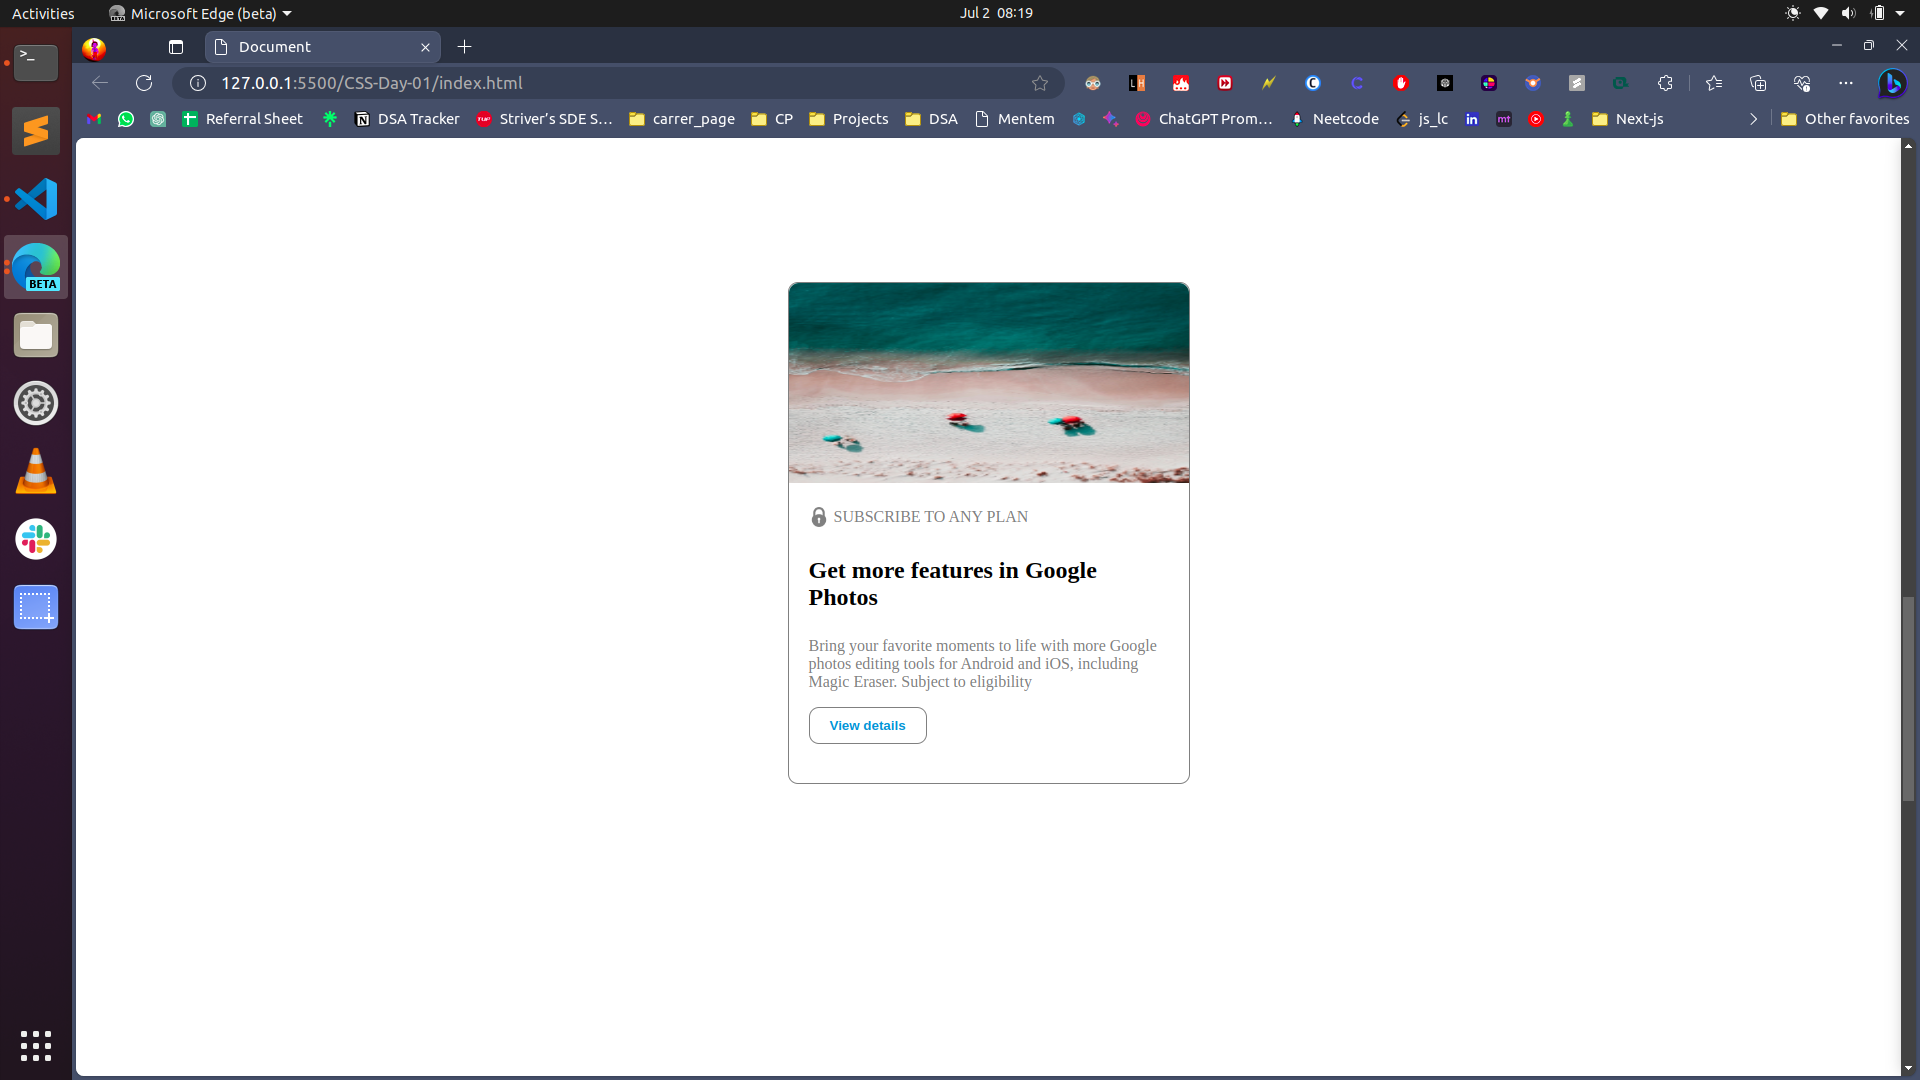 Activities
Microsoft Edge (beta)
Jul 2 08:19
>_
Document
127.0.0.1:5500/CSS-Day-01/index.html
Referral Sheet
DSA Tracker
Striver's SDE S…
carrer_page
CP
Projects
DSA
Mentem
ChatGPT Prom…
Neetcode
js_lc
in
mt
Next-js
Other favorites
BETA
SUBSCRIBE TO ANY PLAN
Get more features in Google
Photos
Bring your favorite moments to life with more Google
photos editing tools for Android and iOS, including
Magic Eraser. Subject to eligibility
View details